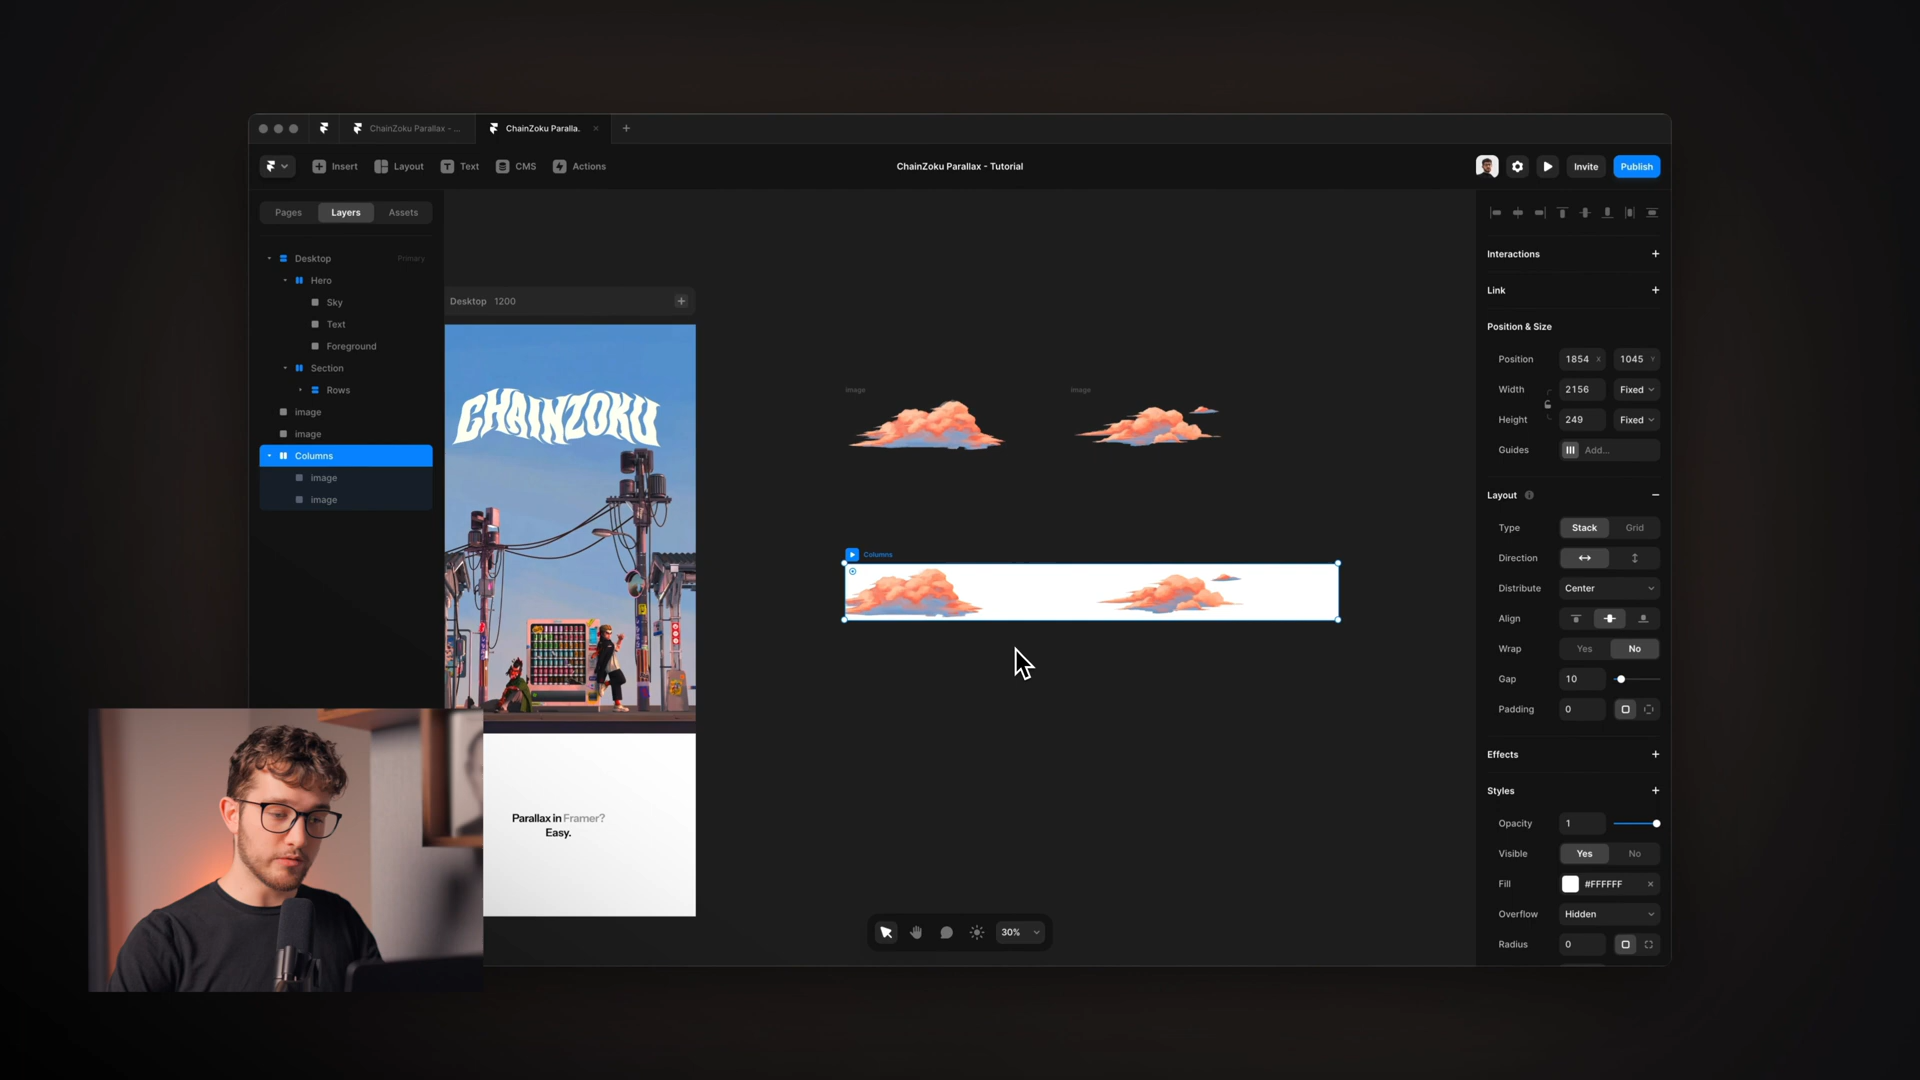 ChainZoku Parallax - ...
ChainZoku Paralla.
Insert
Layout
Text
CMS
Actions
ChainZoku Parallax - Tutorial
Invite
Publish
Pages
Layers
Assets
Desktop
Primary
Hero
Sky
Text
Foreground
Section
Rows
image
image
Columns
image
image
Desktop 1200
CHAINZOKU
Parallax in Framer?
Easy.
image
image
Columns
30%
Interactions
Link
Position & Size
Position
1854 X
1045 Y
Width
2156
Fixed
Height
249
Fixed
Guides
Add...
Layout
Type
Stack
Grid
Direction
Distribute
Center
Align
Wrap
Yes
No
Gap
10
Padding
0
Effects
Styles
Opacity
1
Visible
Yes
No
Fill
#FFFFFF
Overflow
Hidden
Radius
0